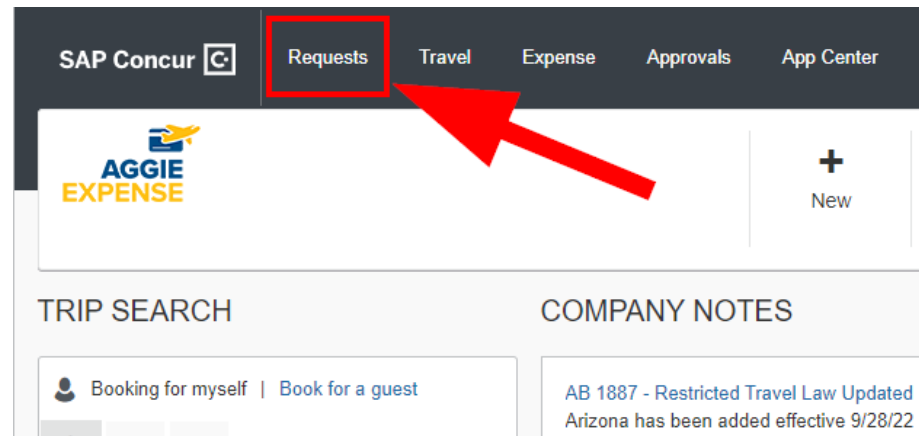 SAP Concur C Requests Travel Expense Approvals App Center
AGGIE
EXPENSE
+
New
TRIP SEARCH
COMPANY NOTES
Booking for myself | Book for a guest
AB 1887 - Restricted Travel Law Updated
Arizona has been added effective 9/28/22